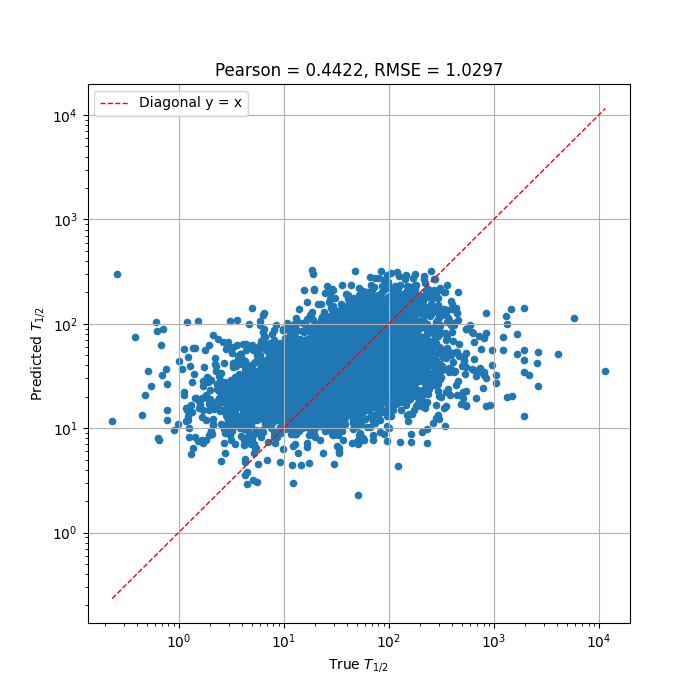 Pearson = 0.4422, RMSE = 1.0297
Diagonal y = x
10⁴
10³
10²
10¹
10⁰
Predicted T₁/₂
10⁰ 10¹ 10² 10³ 10⁴
True T₁/₂